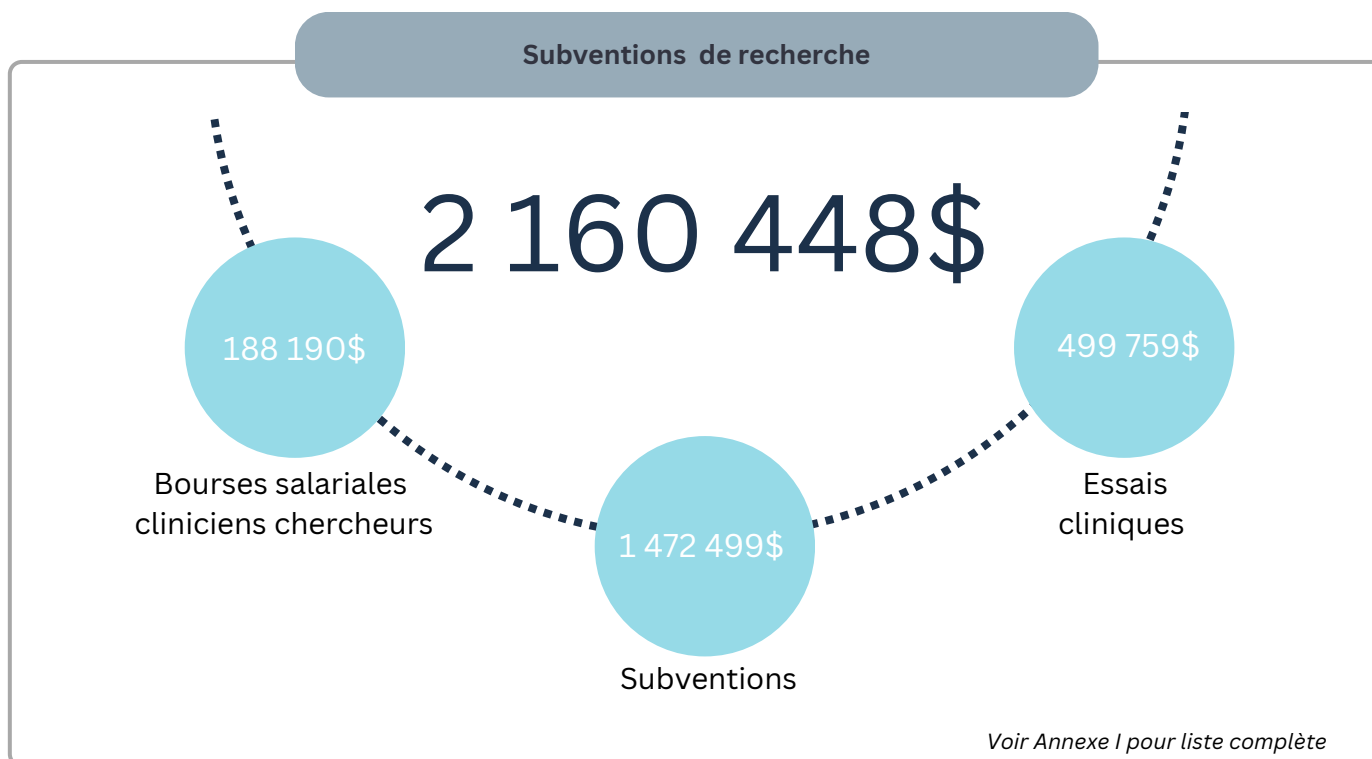 Subventions de recherche
2 160 448$
188 190$
499 759$
Bourses salariales
cliniciens chercheurs
Essais
cliniques
1 472 499$
Subventions
Voir Annexe I pour liste complète